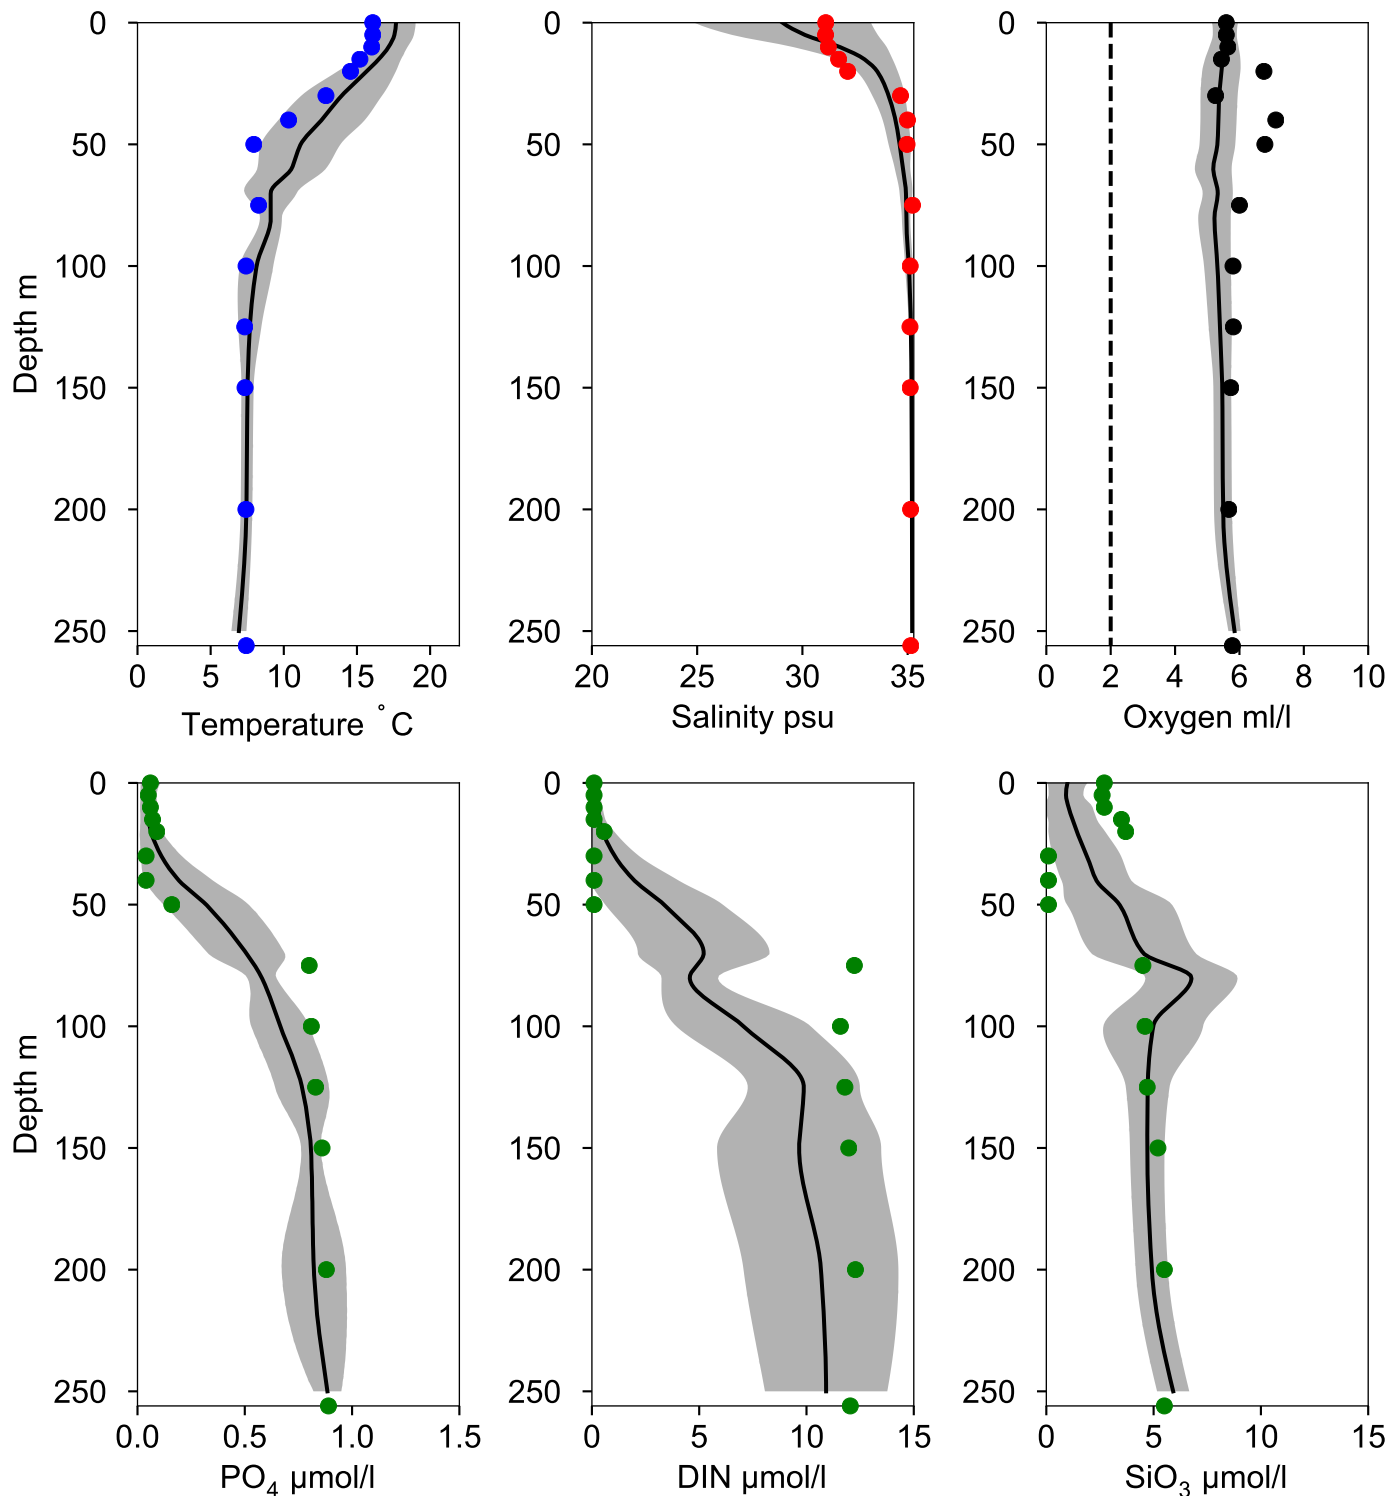 0
50
100
150
200
250
Depth m
0 5 10 15 20
Temperature °C
0
50
100
150
200
250
20 25 30 35
Salinity psu
0
50
100
150
200
250
0 2 4 6 8 10
Oxygen ml/l
0
50
100
150
200
250
Depth m
0.0 0.5 1.0 1.5
PO₄ µmol/l
0
50
100
150
200
250
0 5 10 15
DIN µmol/l
0
50
100
150
200
250
0 5 10 15
SiO₃ µmol/l